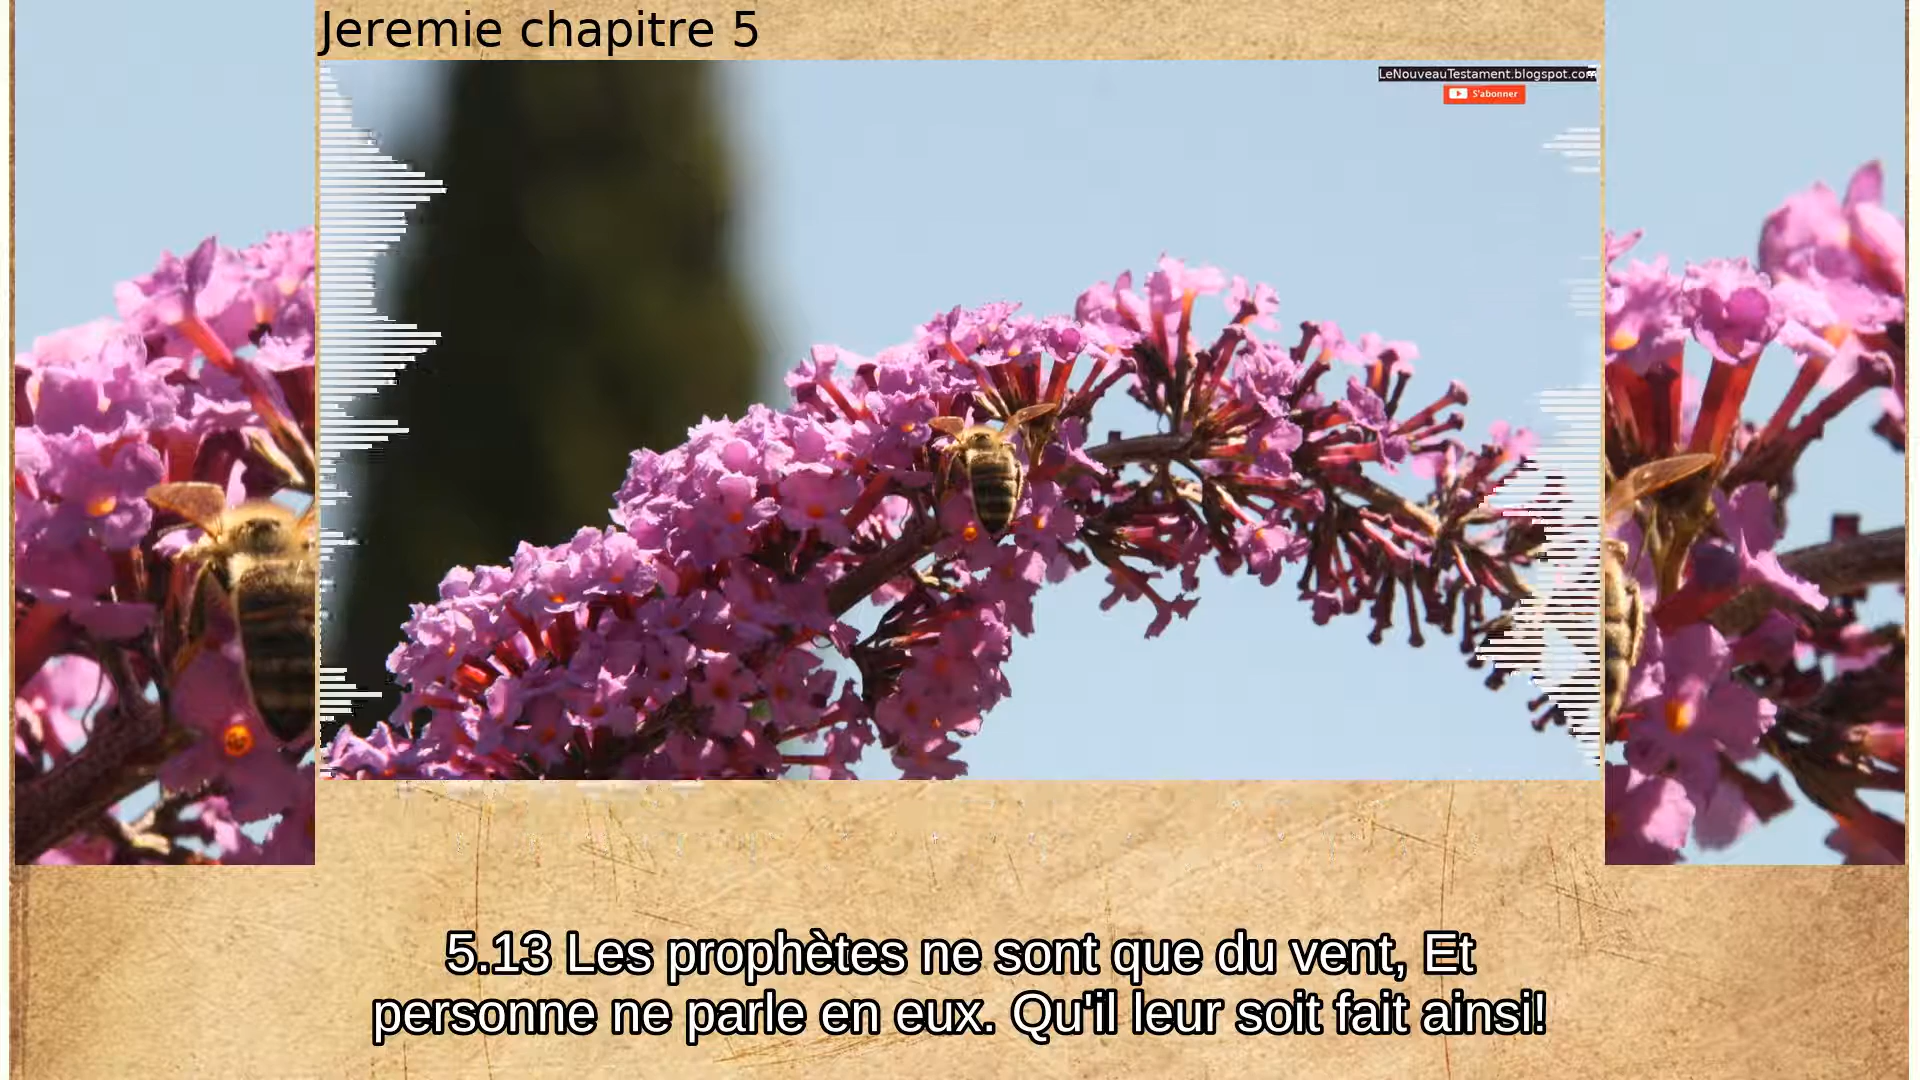 Jeremie chapitre 5
LeNouveauTestament.blogspot.com
S'abonner
5.13 Les prophètes ne sont que du vent, Et
personne ne parle en eux. Qu'il leur soit fait ainsi!